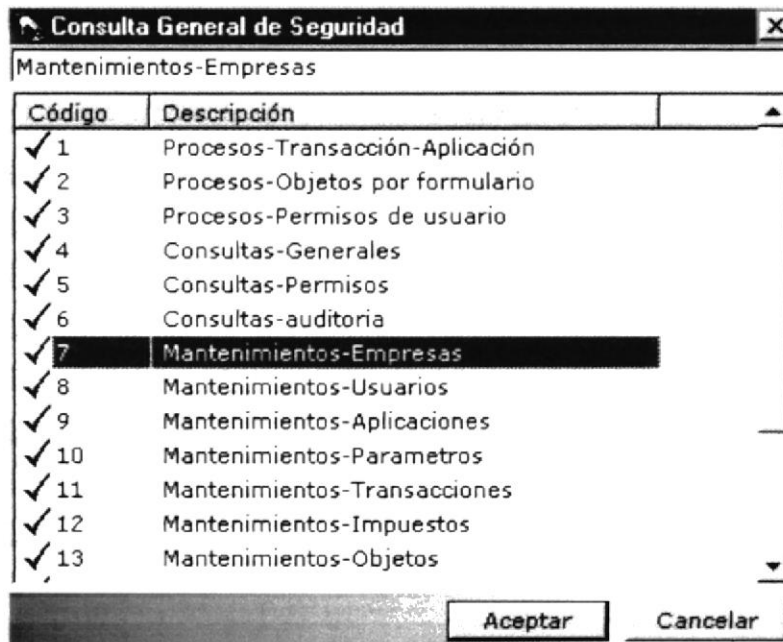 Consulta General de Seguridad
Mantenimientos-Empresas
Código Descripción
1 Procesos-Transacción-Aplicación
2 Procesos-Objetos por formulario
3 Procesos-Permisos de usuario
4 Consultas-Generales
5 Consultas-Permisos
6 Consultas-auditoria
7 Mantenimientos-Empresas
8 Mantenimientos-Usuarios
9 Mantenimientos-Aplicaciones
10 Mantenimientos-Parametros
11 Mantenimientos-Transacciones
12 Mantenimientos-Impuestos
13 Mantenimientos-Objetos
Aceptar Cancelar